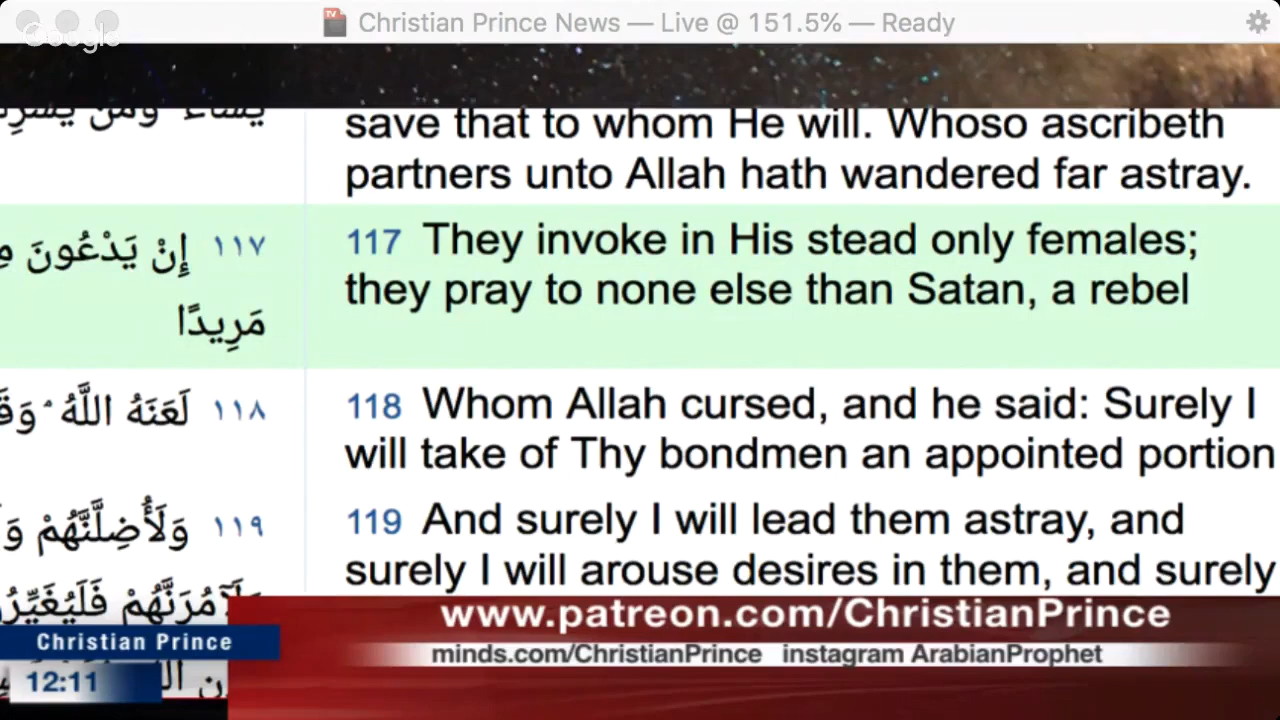 Christian Prince News — Live @ 151.5% — Ready
Google
save that to whom He will. Whoso ascribeth
partners unto Allah hath wandered far astray.
١١٧ إِنْ يَدْعُونَ
مَرِيدًا
117 They invoke in His stead only females;
they pray to none else than Satan, a rebel
١١٨ لَعَنَهُ اللَّهُ ۘ
118 Whom Allah cursed, and he said: Surely I
will take of Thy bondmen an appointed portion
١١٩ وَلَأُضِلَّنَّهُمْ
119 And surely I will lead them astray, and
surely I will arouse desires in them, and surely
www.patreon.com/ChristianPrince
Christian Prince
minds.com/ChristianPrince instagram ArabianProphet
12:11